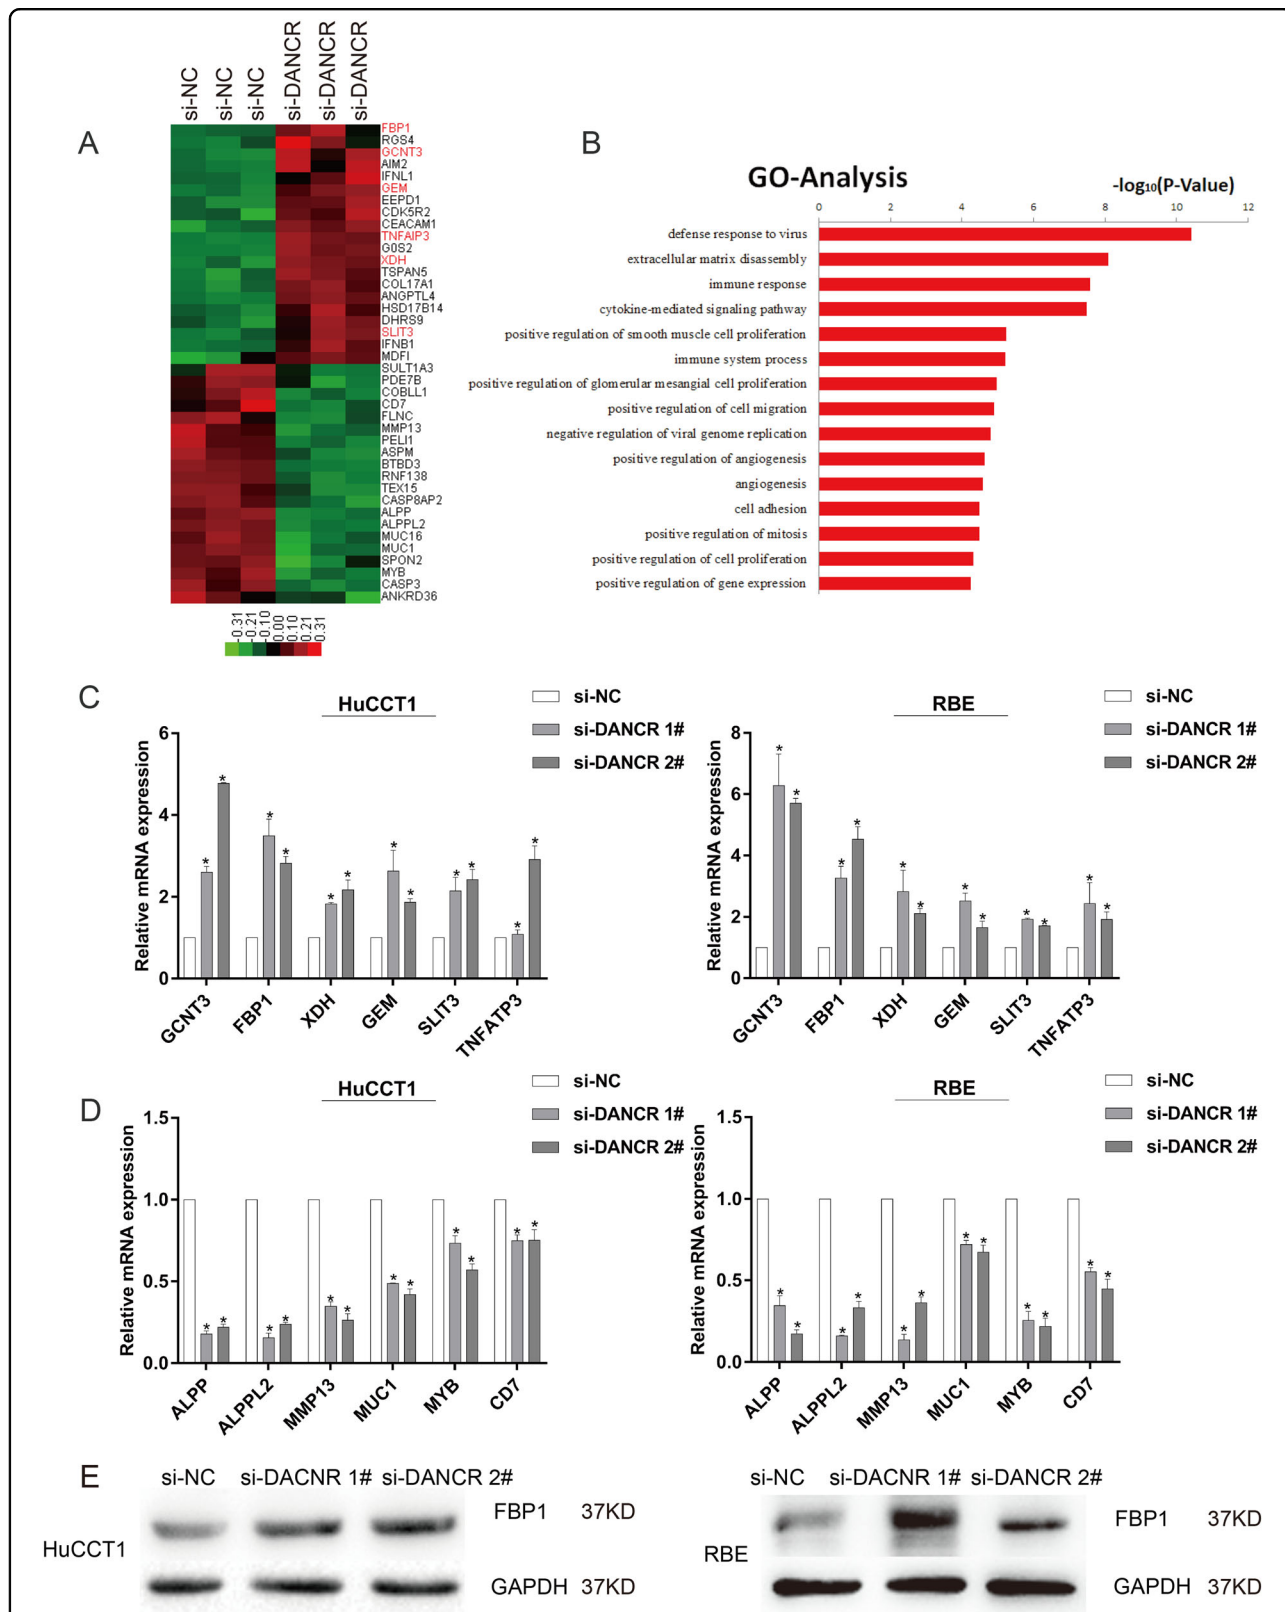 si-NC si-NC si-NC si-DANCR si-DANCR si-DANCR
A
FBP1
RGS4
GCNT3
AIM2
IFNL1
GEM
EEPD1
CDK5R2
CEACAM1
TNFAIP3
G0S2
XDH
TSPAN5
COL17A1
ANGPTL4
HSD17B14
DHRS9
SLIT3
IFNB1
MDFI
SULT1A3
PDE7B
COBLL1
CD7
FLNC
MMP13
PELI1
ASPM
BTBD3
RNF138
TEX15
CASP8AP2
ALPP
ALPPL2
MUC16
MUC1
SPON2
MYB
CASP3
ANKRD36
-0.31 -0.21 -0.10 0.00 0.10 0.21 0.31
B
GO-Analysis
-log10(P-Value)
0 2 4 6 8 10 12
defense response to virus
extracellular matrix disassembly
immune response
cytokine-mediated signaling pathway
positive regulation of smooth muscle cell proliferation
immune system process
positive regulation of glomerular mesangial cell proliferation
positive regulation of cell migration
negative regulation of viral genome replication
positive regulation of angiogenesis
angiogenesis
cell adhesion
positive regulation of mitosis
positive regulation of cell proliferation
positive regulation of gene expression
C
HuCCT1
si-NC
si-DANCR 1#
si-DANCR 2#
Relative mRNA expression
6
4
2
0
* * * * * * * * * * * *
GCNT3 FBP1 XDH GEM SLIT3 TNFATP3
RBE
si-NC
si-DANCR 1#
si-DANCR 2#
Relative mRNA expression
8
6
4
2
0
* * * * * * * * * * * *
GCNT3 FBP1 XDH GEM SLIT3 TNFATP3
D
HuCCT1
si-NC
si-DANCR 1#
si-DANCR 2#
Relative mRNA expression
1.5
1.0
0.5
0.0
* * * * * * * * * * * *
ALPP ALPPL2 MMP13 MUC1 MYB CD7
RBE
si-NC
si-DANCR 1#
si-DANCR 2#
Relative mRNA expression
1.5
1.0
0.5
0.0
* * * * * * * * * * * *
ALPP ALPPL2 MMP13 MUC1 MYB CD7
E
si-NC si-DACNR 1# si-DANCR 2#
HuCCT1
FBP1 37KD
GAPDH 37KD
si-NC si-DACNR 1# si-DANCR 2#
RBE
FBP1 37KD
GAPDH 37KD